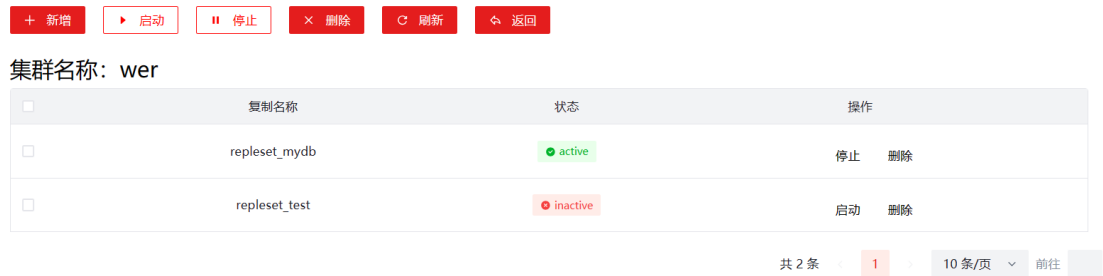 新增 启动 停止 删除 刷新 返回
集群名称：wer
复制名称 状态 操作
repleset_mydb active 停止 删除
repleset_test inactive 启动 删除
共 2 条 1 10 条/页 前往